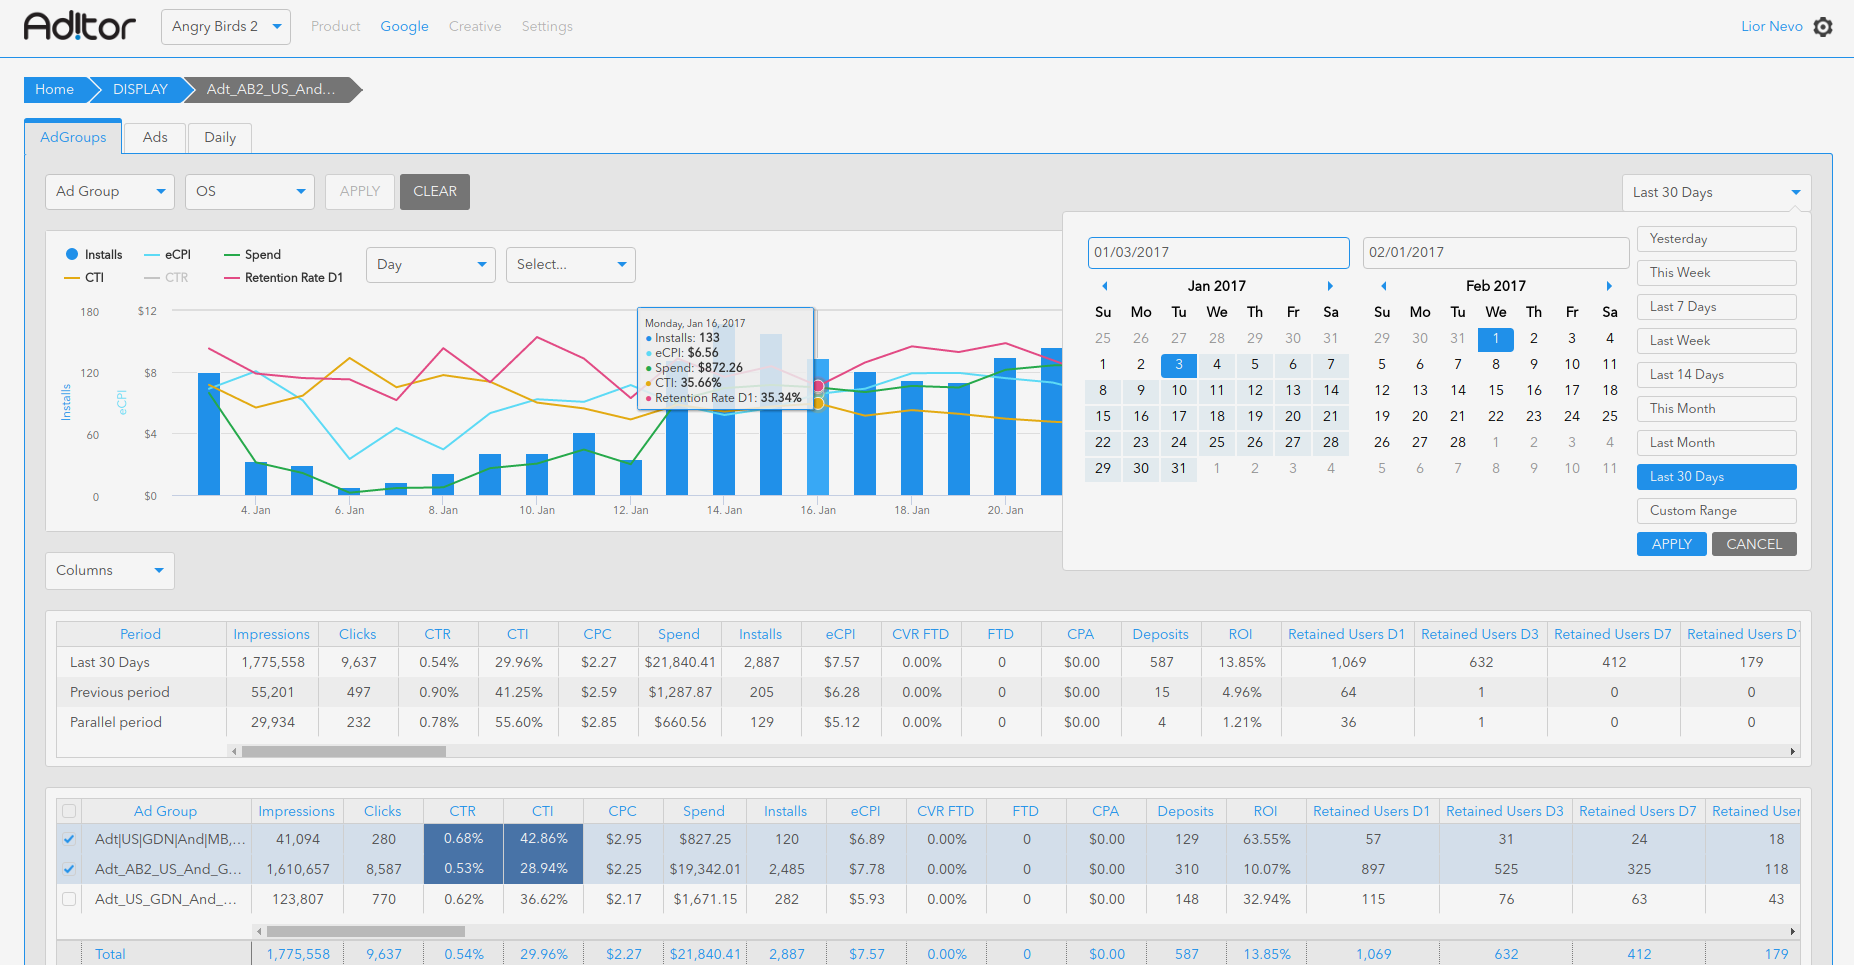 Ad!tor
Angry Birds 2 Product Google Creative Settings Lior Nevo
Home DISPLAY Adt_AB2_US_And...
AdGroups Ads Daily
Ad Group OS APPLY CLEAR Last 30 Days
Installs eCPI Spend
CTI CTR Retention Rate D1
Day Select...
180 $12
120 $8
60 $4
0 $0
Installs
eCPI
Monday, Jan 16, 2017
Installs: 133
eCPI: $6.56
Spend: $872.26
CTI: 35.66%
Retention Rate D1: 35.34%
4. Jan 6. Jan 8. Jan 10. Jan 12. Jan 14. Jan 16. Jan 18. Jan 20. Jan
01/03/2017 02/01/2017
Jan 2017
Su Mo Tu We Th Fr Sa
25 26 27 28 29 30 31
1 2 3 4 5 6 7
8 9 10 11 12 13 14
15 16 17 18 19 20 21
22 23 24 25 26 27 28
29 30 31 1 2 3 4
Feb 2017
Su Mo Tu We Th Fr Sa
29 30 31 1 2 3 4
5 6 7 8 9 10 11
12 13 14 15 16 17 18
19 20 21 22 23 24 25
26 27 28 1 2 3 4
5 6 7 8 9 10 11
Yesterday
This Week
Last 7 Days
Last Week
Last 14 Days
This Month
Last Month
Last 30 Days
Custom Range
APPLY CANCEL
Columns
Period Impressions Clicks CTR CTI CPC Spend Installs eCPI CVR FTD FTD CPA Deposits ROI Retained Users D1 Retained Users D3 Retained Users D7 Retained Users D1
Last 30 Days 1,775,558 9,637 0.54% 29.96% $2.27 $21,840.41 2,887 $7.57 0.00% 0 $0.00 587 13.85% 1,069 632 412 179
Previous period 55,201 497 0.90% 41.25% $2.59 $1,287.87 205 $6.28 0.00% 0 $0.00 15 4.96% 64 1 0 0
Parallel period 29,934 232 0.78% 55.60% $2.85 $660.56 129 $5.12 0.00% 0 $0.00 4 1.21% 36 1 0 0
Ad Group Impressions Clicks CTR CTI CPC Spend Installs eCPI CVR FTD FTD CPA Deposits ROI Retained Users D1 Retained Users D3 Retained Users D7 Retained User
Adt|US|GDN|And|MB,... 41,094 280 0.68% 42.86% $2.95 $827.25 120 $6.89 0.00% 0 $0.00 129 63.55% 57 31 24 18
Adt_AB2_US_And_G... 1,610,657 8,587 0.53% 28.94% $2.25 $19,342.01 2,485 $7.78 0.00% 0 $0.00 310 10.07% 897 525 325 118
Adt_US_GDN_And_... 123,807 770 0.62% 36.62% $2.17 $1,671.15 282 $5.93 0.00% 0 $0.00 148 32.94% 115 76 63 43
Total 1,775,558 9,637 0.54% 29.96% $2.27 $21,840.41 2,887 $7.57 0.00% 0 $0.00 587 13.85% 1,069 632 412 179